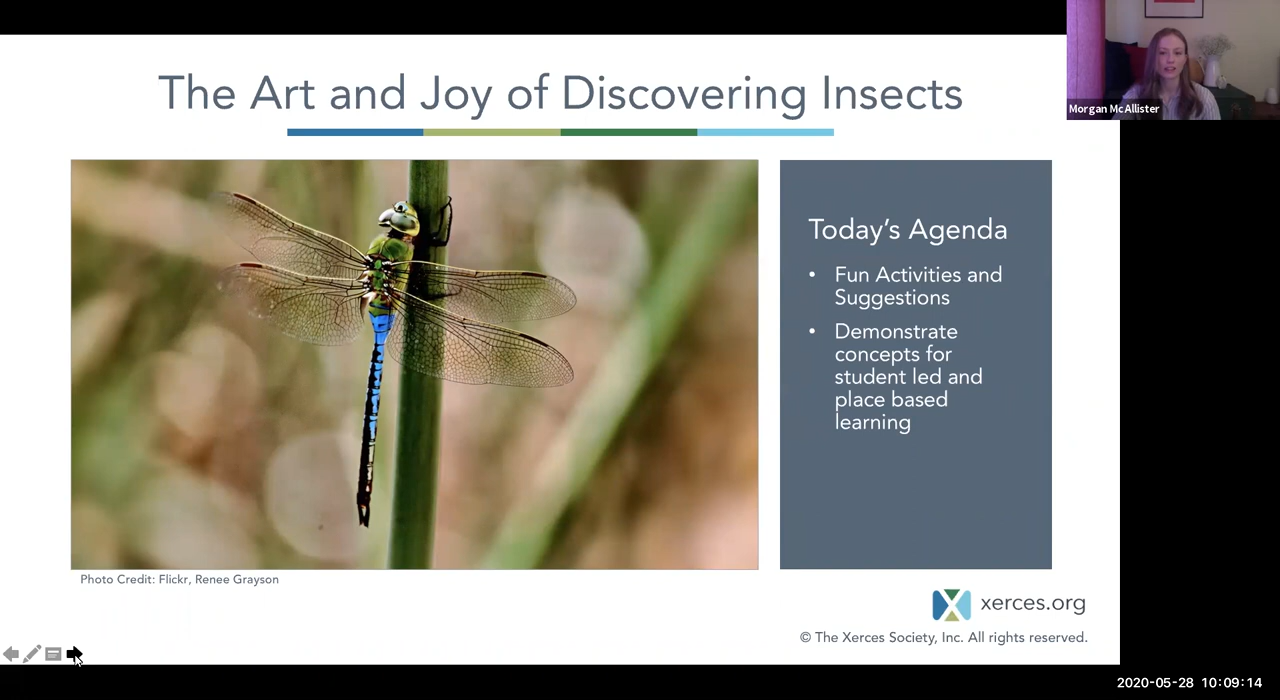 The Art and Joy of Discovering Insects
Morgan McAllister
Today’s Agenda
• Fun Activities and
Suggestions
• Demonstrate
concepts for
student led and
place based
learning
Photo Credit: Flickr, Renee Grayson
xerces.org
© The Xerces Society, Inc. All rights reserved.
2020-05-28 10:09:14